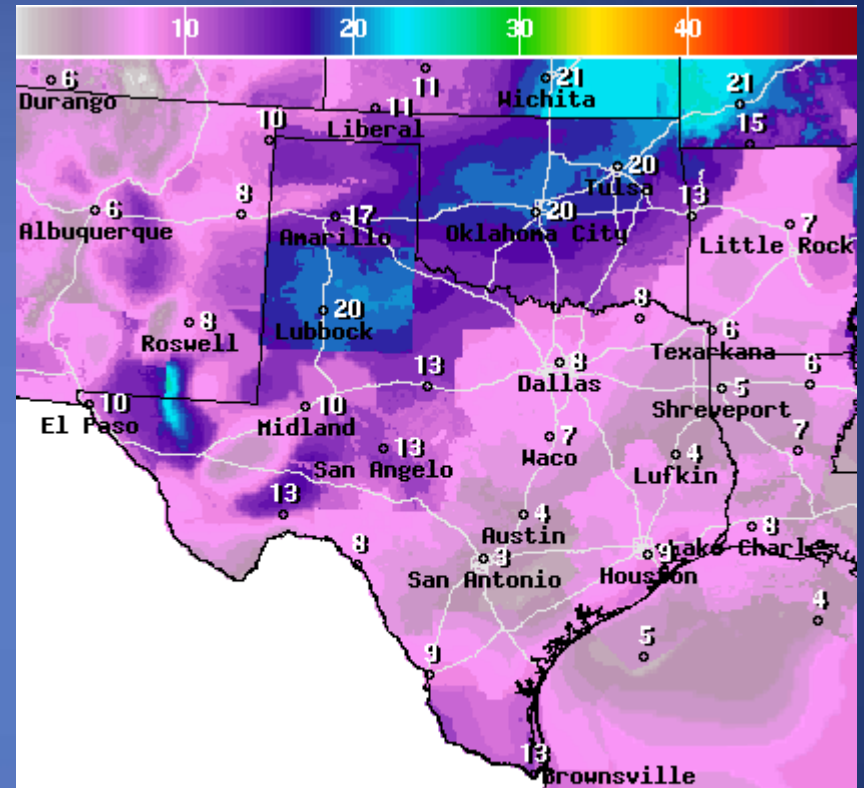 10 20 30 40
6
Durango
11
21
Wichita
21
11
Liberal
10
15
20
Tulsa
6
Albuquerque
8
17
Amarillo
20
Oklahoma City
13
7
Little Rock
8
Roswell
20
Lubbock
8
6
Texarkana
8
Dallas
13
5
Shreveport
6
10
El Paso
10
Midland
13
San Angelo
7
Waco
4
Lufkin
7
13
4
Austin
8
8
3
San Antonio
9
Houston
Lake Charle
9
5
4
13
Brownsville